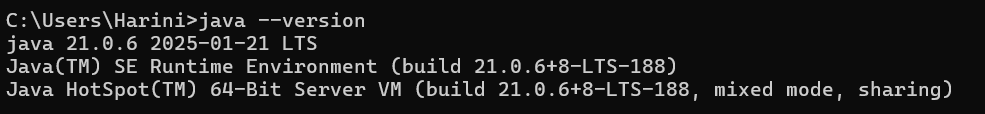 C:\Users\Harini>java --version
java 21.0.6 2025-01-21 LTS
Java(TM) SE Runtime Environment (build 21.0.6+8-LTS-188)
Java HotSpot(TM) 64-Bit Server VM (build 21.0.6+8-LTS-188, mixed mode, sharing)